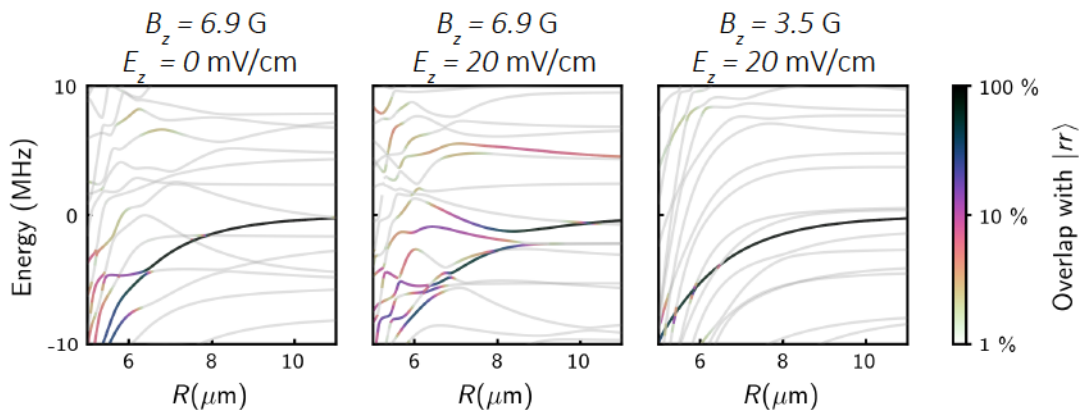 B_z = 6.9 G
E_z = 0 mV/cm
B_z = 6.9 G
E_z = 20 mV/cm
B_z = 3.5 G
E_z = 20 mV/cm
Energy (MHz)
10
0
-10
6 8 10
R(μm)
6 8 10
R(μm)
6 8 10
R(μm)
100 %
10 %
1 %
Overlap with |rr⟩